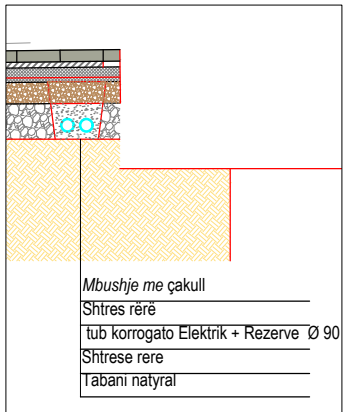 Mbushje me çakull
Shtres rërë
tub korrogato Elektrik + Rezerve Ø 90
Shtrese rere
Tabani natyral